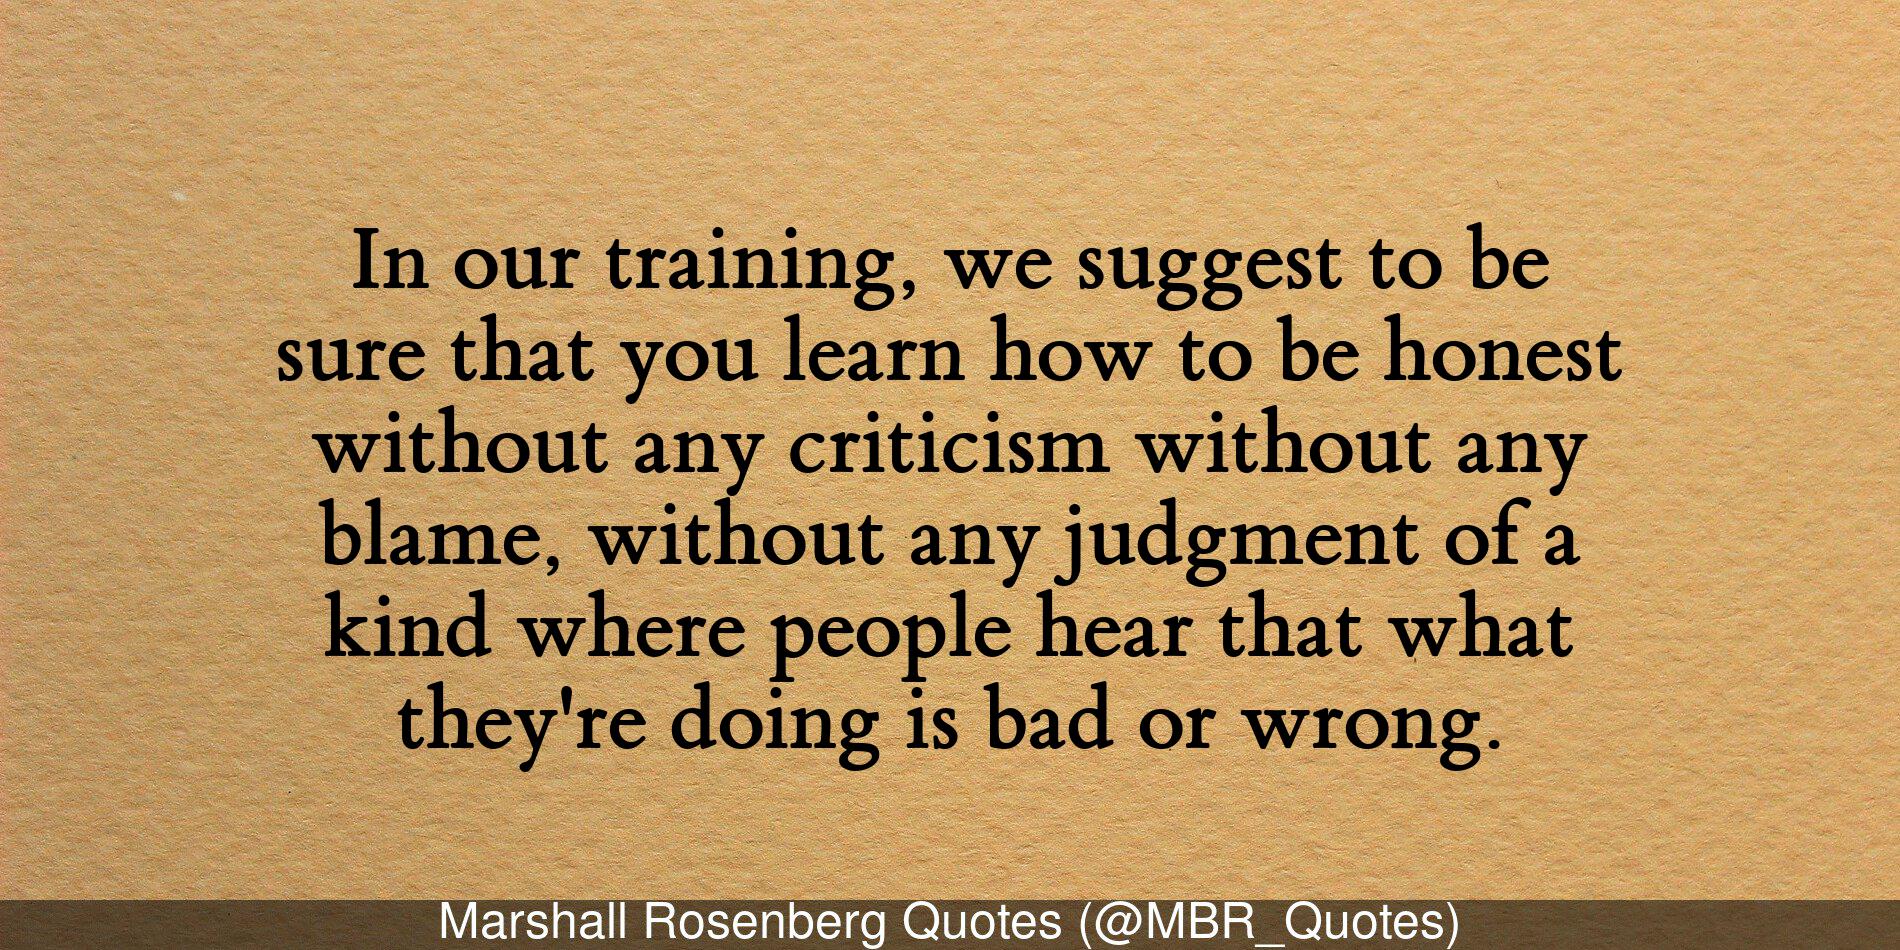 In our training, we suggest to be
sure that you learn how to be honest
without any criticism without any
blame, without any judgment of a
kind where people hear that what
they're doing is bad or wrong.
Marshall Rosenberg Quotes (@MBR_Quotes)